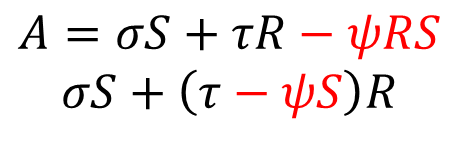 A = σS + τR − ψRS
σS + (τ − ψS)R